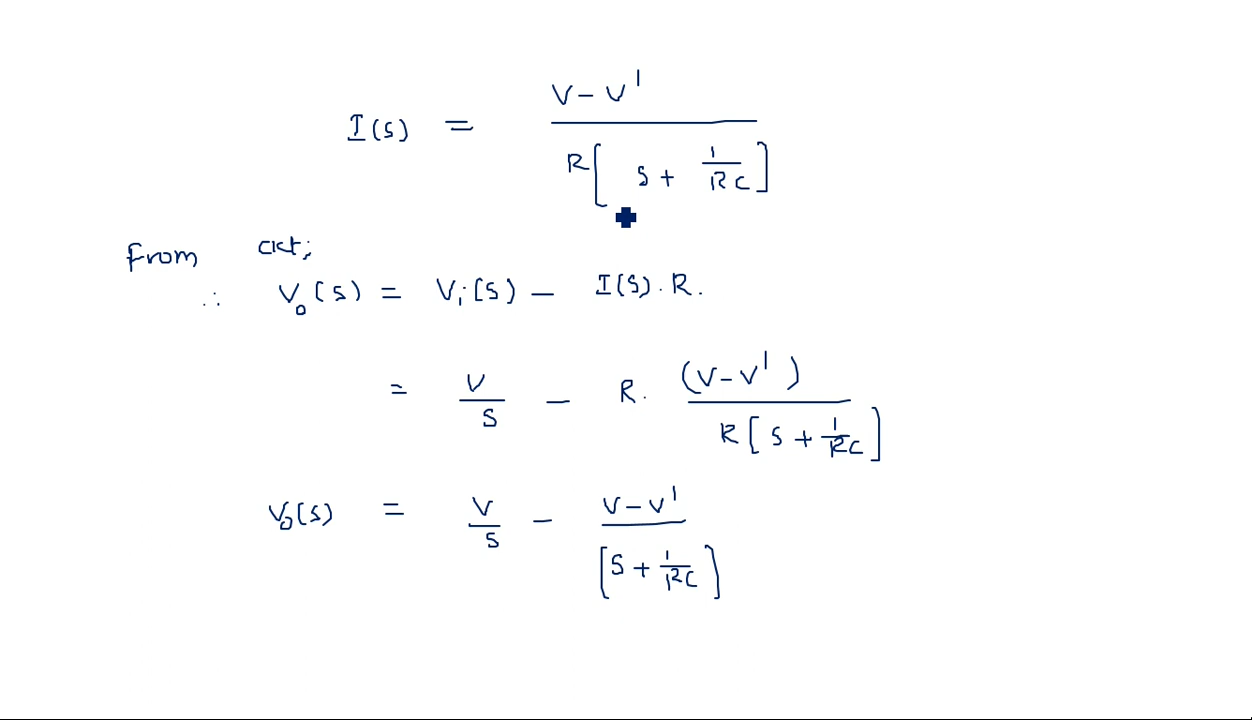 I(s) = (V - V') / (R[s + 1/RC])
From ckt;
∴ V₀(s) = Vᵢ(s) - I(s) . R.
= V/s - R. (V - V') / (R[s + 1/RC])
V₀(s) = V/s - (V - V') / [s + 1/RC]